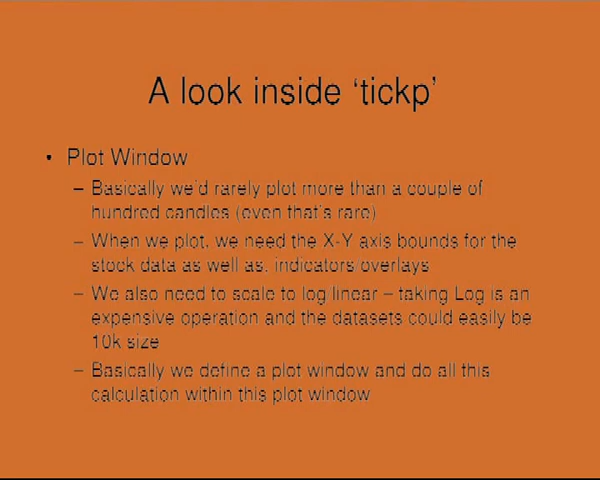 A look inside ‘tickp’
• Plot Window
– Basically we'd rarely plot more than a couple of
hundred candles (even that's rare)
– When we plot, we need the X-Y axis bounds for the
stock data as well as, indicators overlays
– We also need to scale to log linear – taking Log is an
expensive operation and the datasets could easily be
10k size
– Basically we define a plot window and do all this
calculation within this plot window